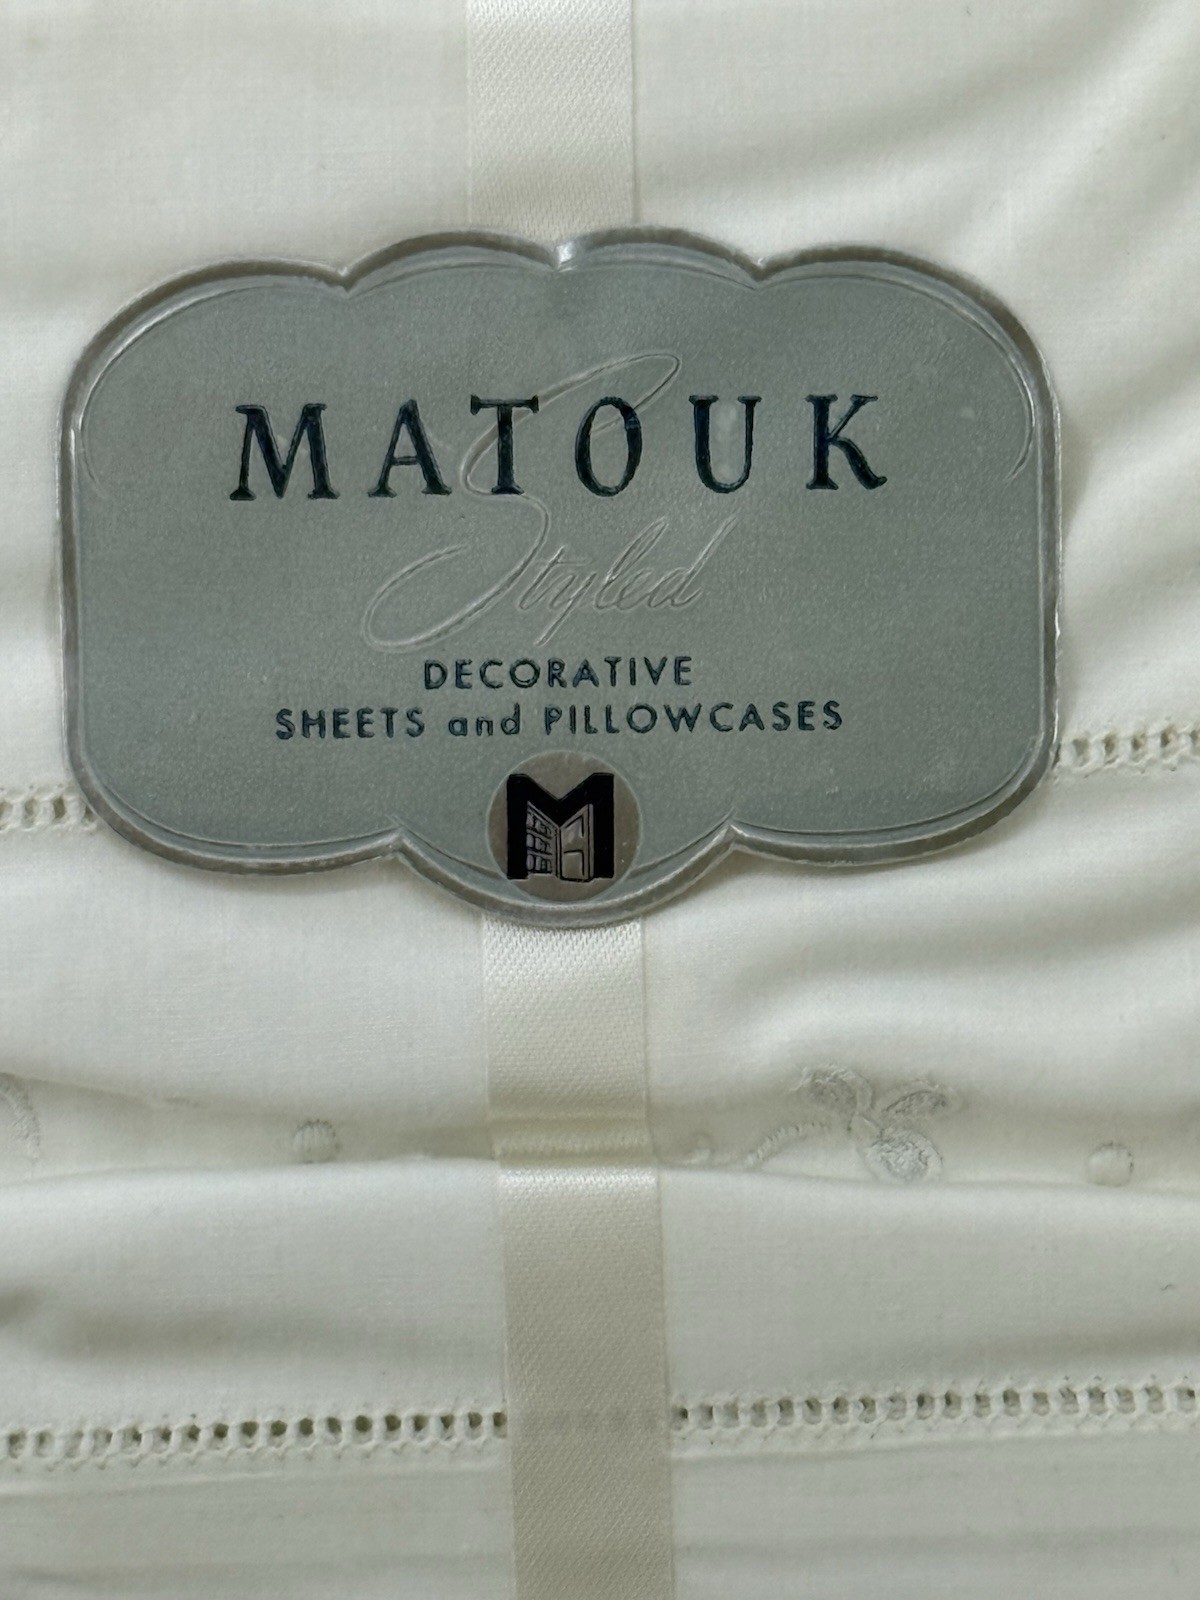 MATOUK
Styled
DECORATIVE
SHEETS and PILLOWCASES
M